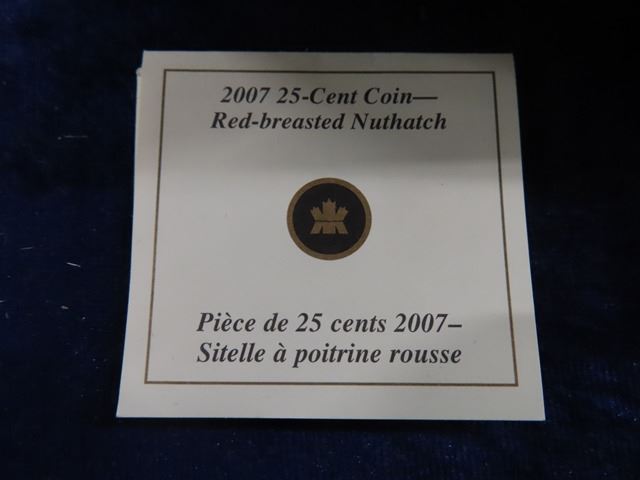 2007 25-Cent Coin—
Red-breasted Nuthatch
Pièce de 25 cents 2007–
Sitelle à poitrine rousse